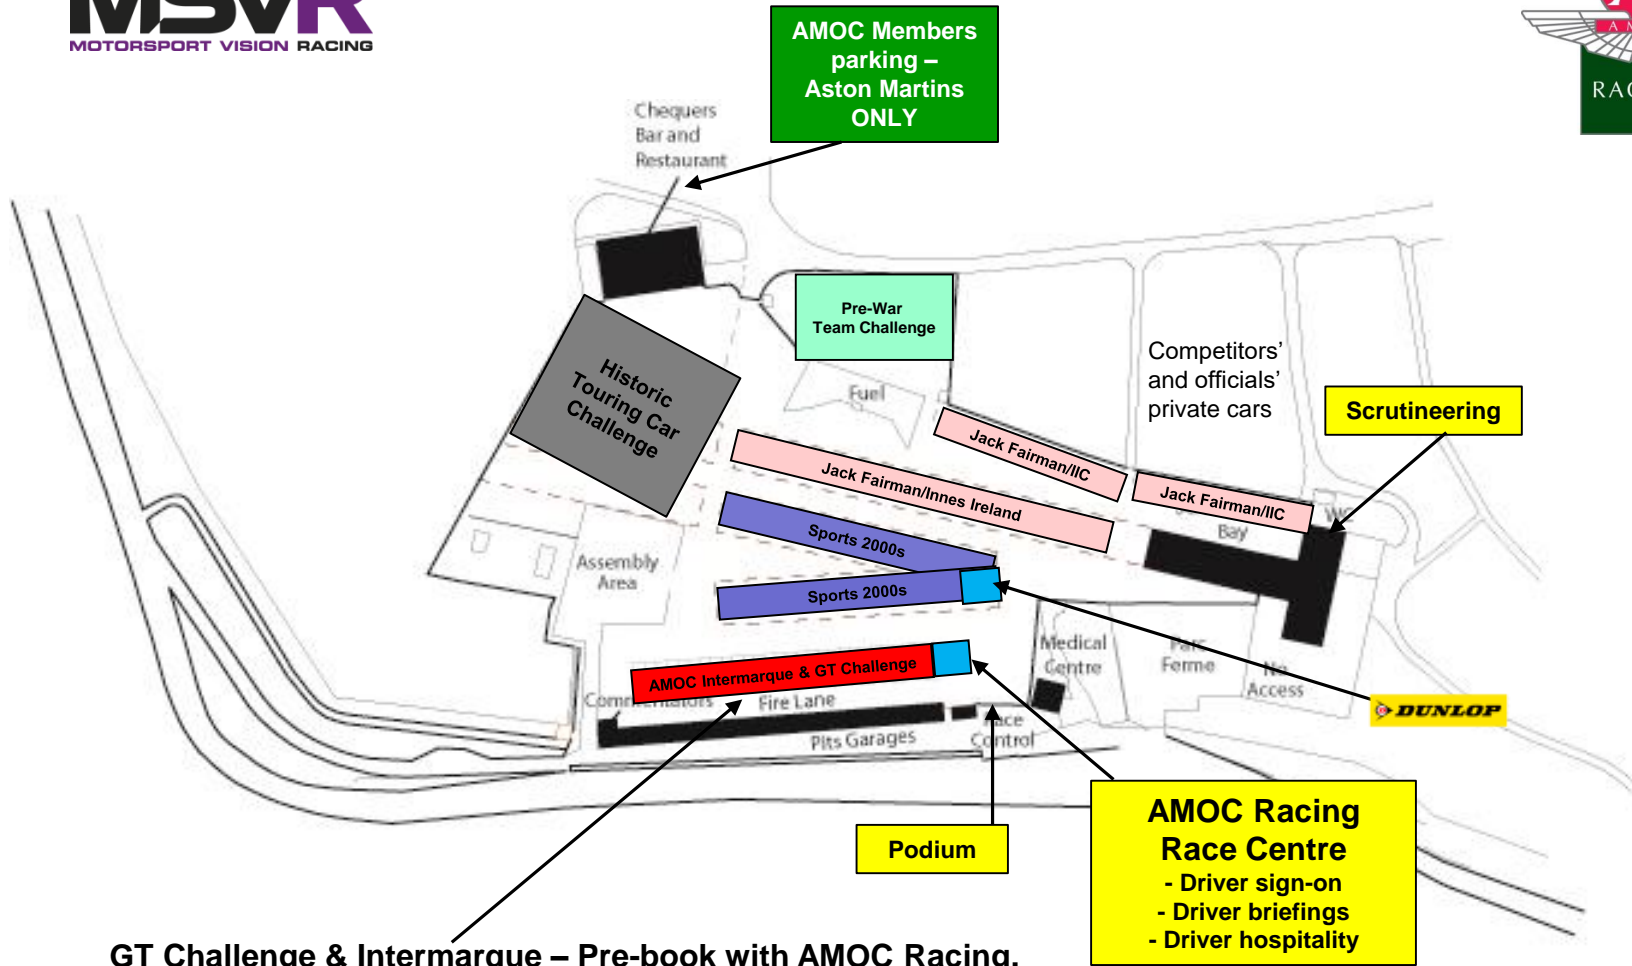 MSVR
MOTORSPORT VISION RACING
AMOC Members
parking –
Aston Martins
ONLY
Chequers
Bar and
Restaurant
Pre-War
Team Challenge
Historic
Touring Car
Challenge
Fuel
Competitors'
and officials'
private cars
Scrutineering
Jack Fairman/IIC
Jack Fairman/Innes Ireland
Jack Fairman/IIC
WC
Bay
Sports 2000s
Assembly
Area
Sports 2000s
Medical
Centre
Parc
Ferme
No
Access
AMOC Intermarque & GT Challenge
Commentators
Fire Lane
Pits Garages
Race
Control
DUNLOP
Podium
AMOC Racing
Race Centre
- Driver sign-on
- Driver briefings
- Driver hospitality
GT Challenge & Intermarque – Pre-book with AMOC Racing.